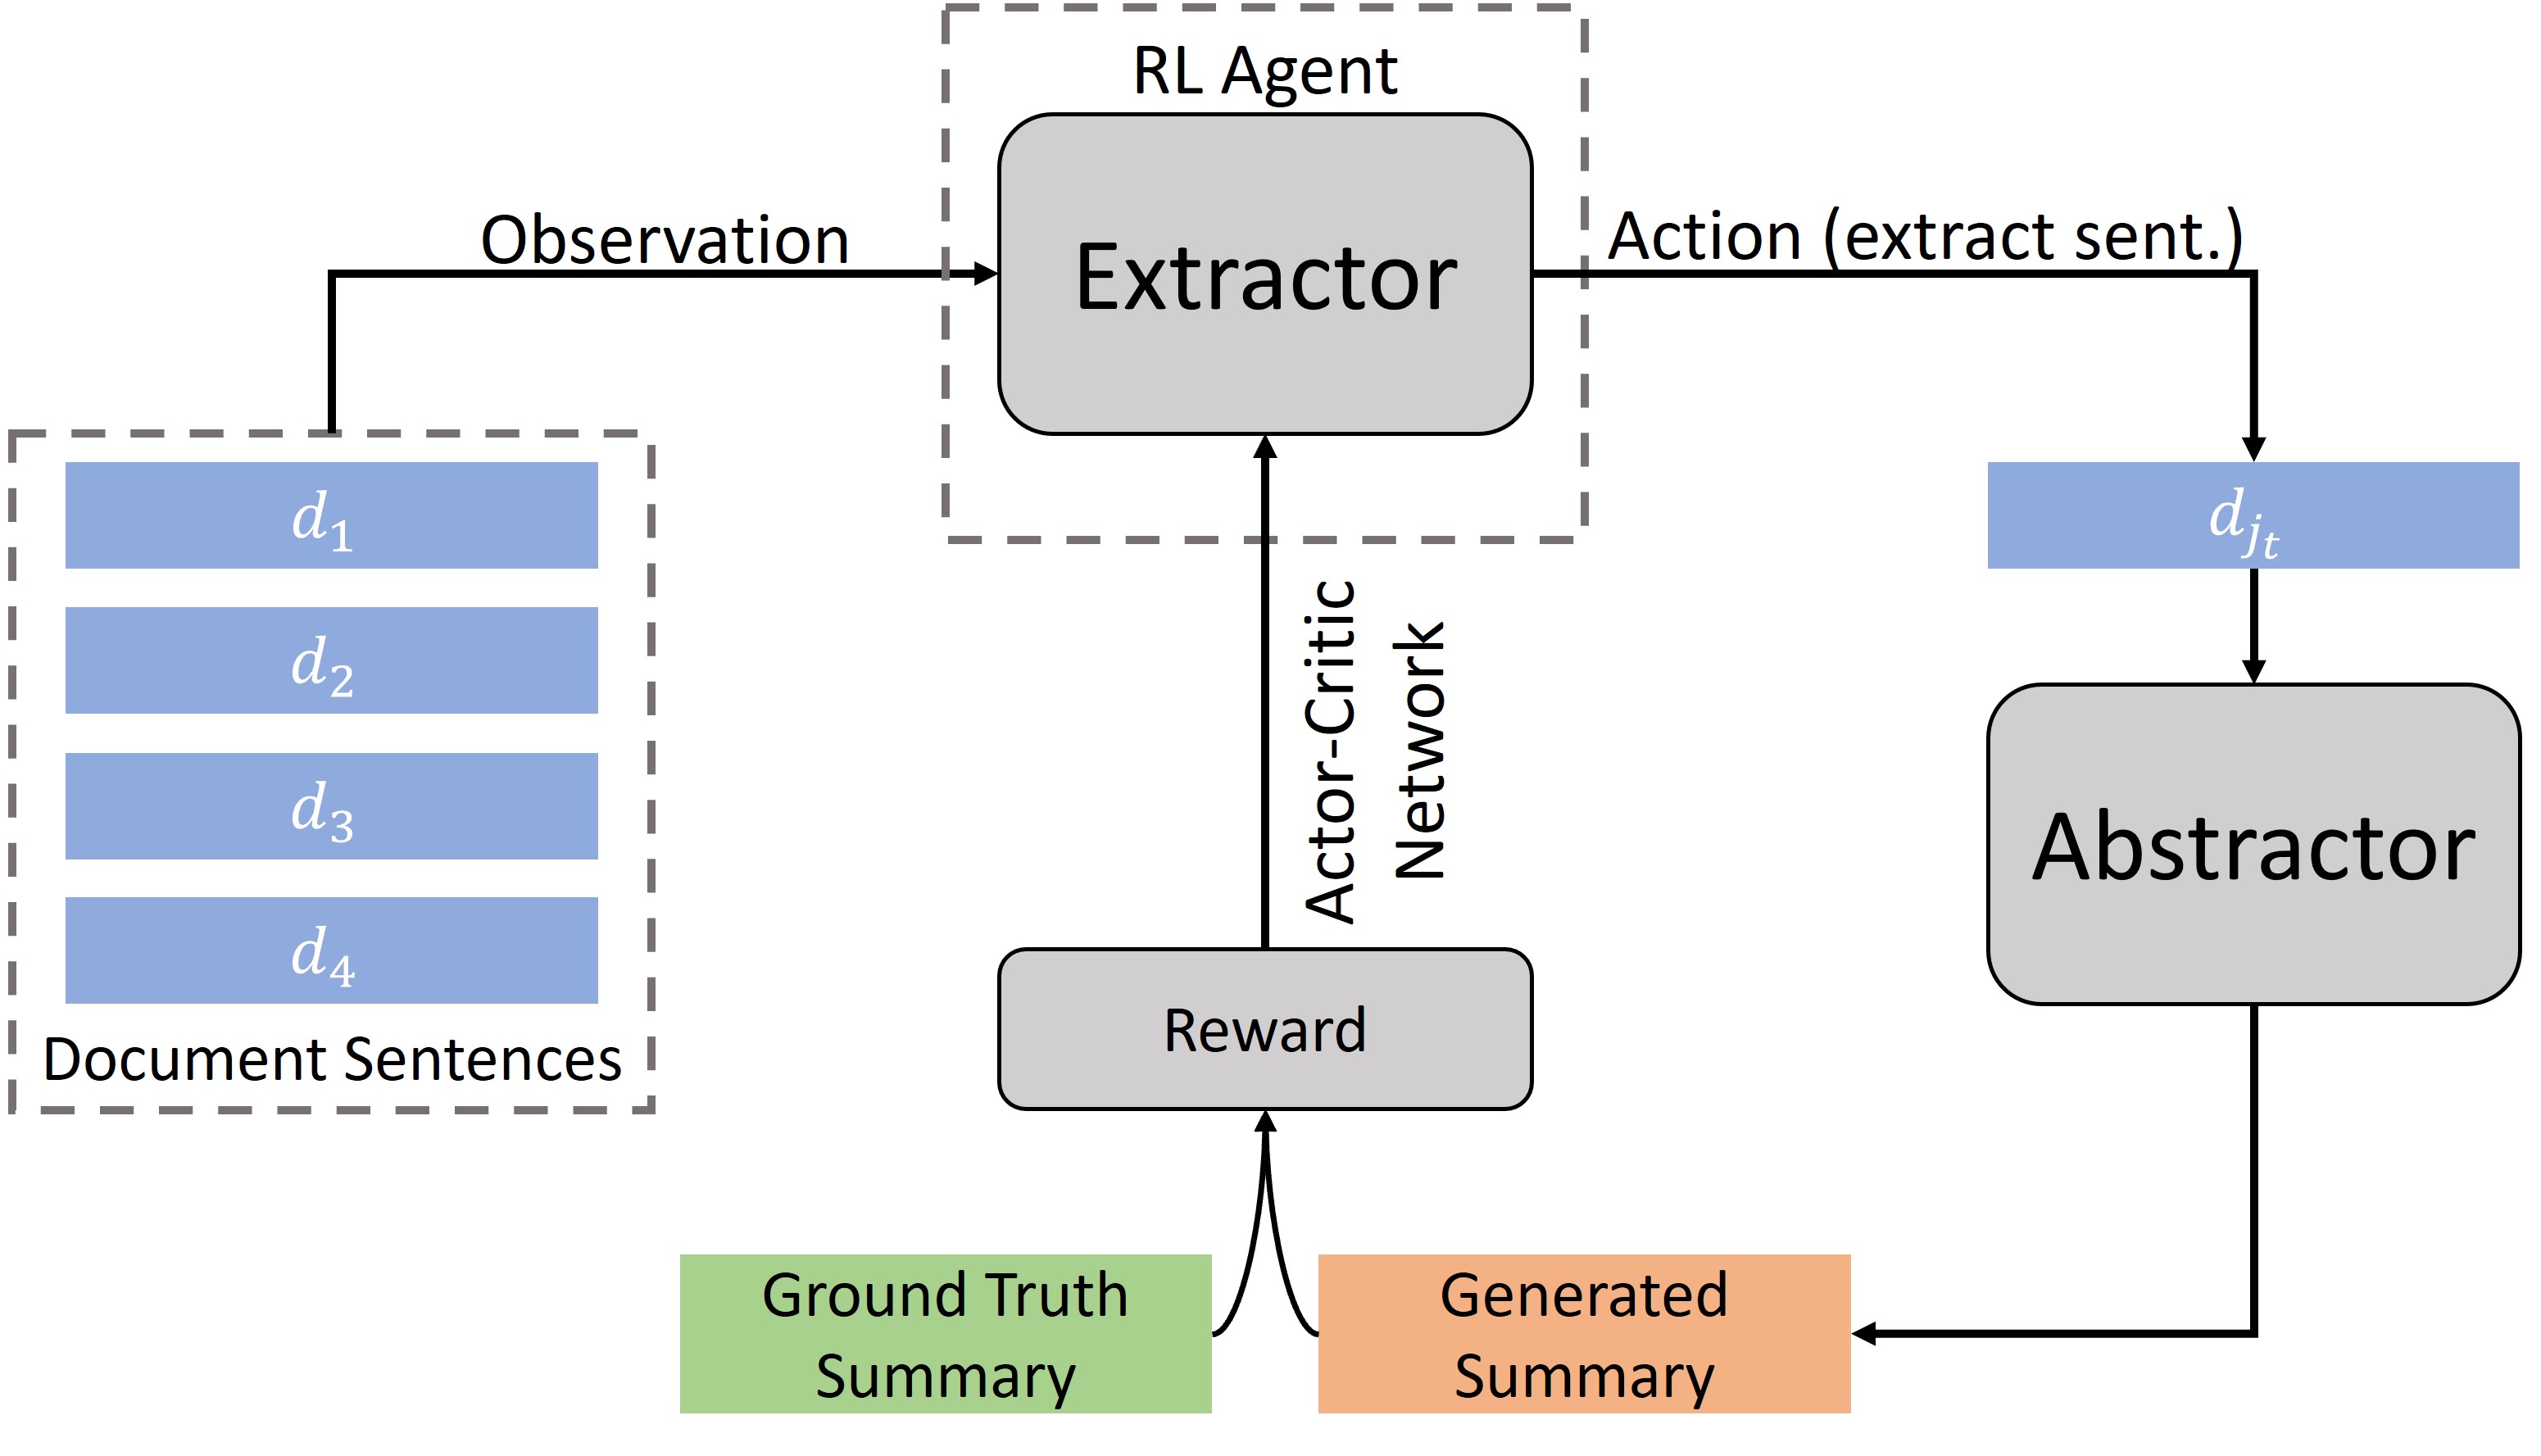 RL Agent
Extractor
Observation
Action (extract sent.)
d_1
d_2
d_3
d_4
Document Sentences
d_{j_t}
Abstractor
Actor-Critic
Network
Reward
Ground Truth
Summary
Generated
Summary